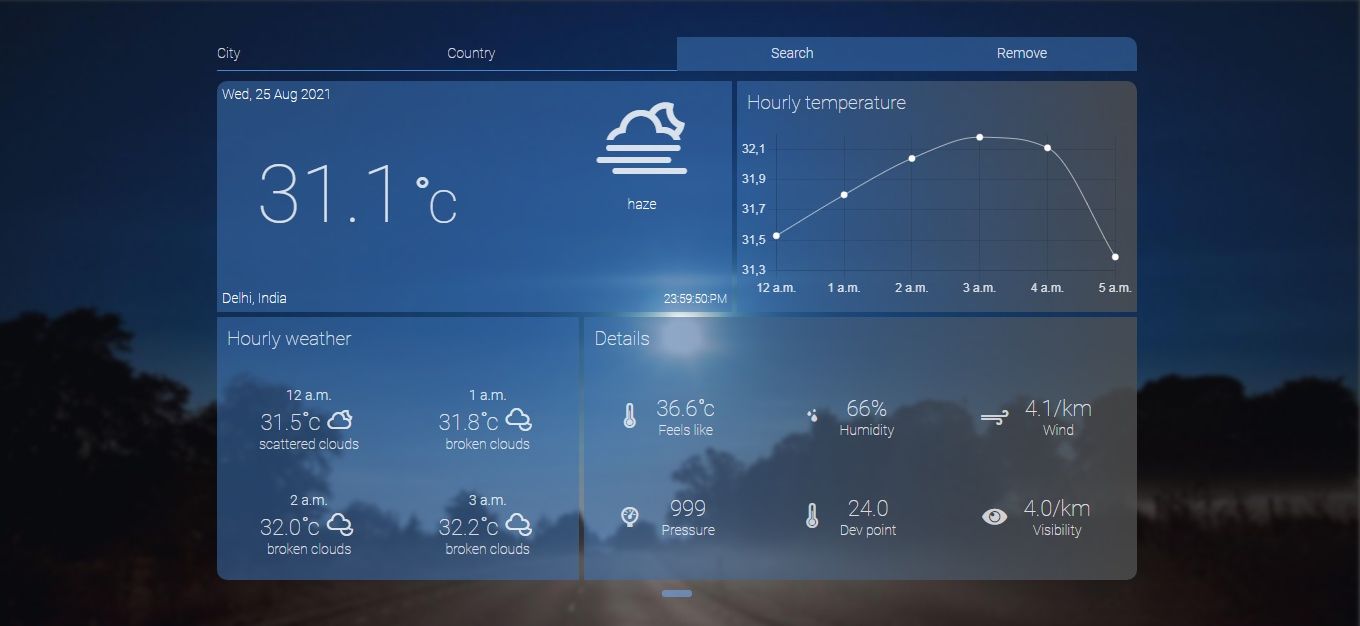 City Country Search Remove
Wed, 25 Aug 2021
31.1°c
haze
Delhi, India
23:59:50:PM
Hourly temperature
32,1
31,9
31,7
31,5
31,3
12 a.m. 1 a.m. 2 a.m. 3 a.m. 4 a.m. 5 a.m.
Hourly weather
12 a.m.
31.5°c
scattered clouds
1 a.m.
31.8°c
broken clouds
2 a.m.
32.0°c
broken clouds
3 a.m.
32.2°c
broken clouds
Details
36.6°c
Feels like
66%
Humidity
4.1/km
Wind
999
Pressure
24.0
Dev point
4.0/km
Visibility